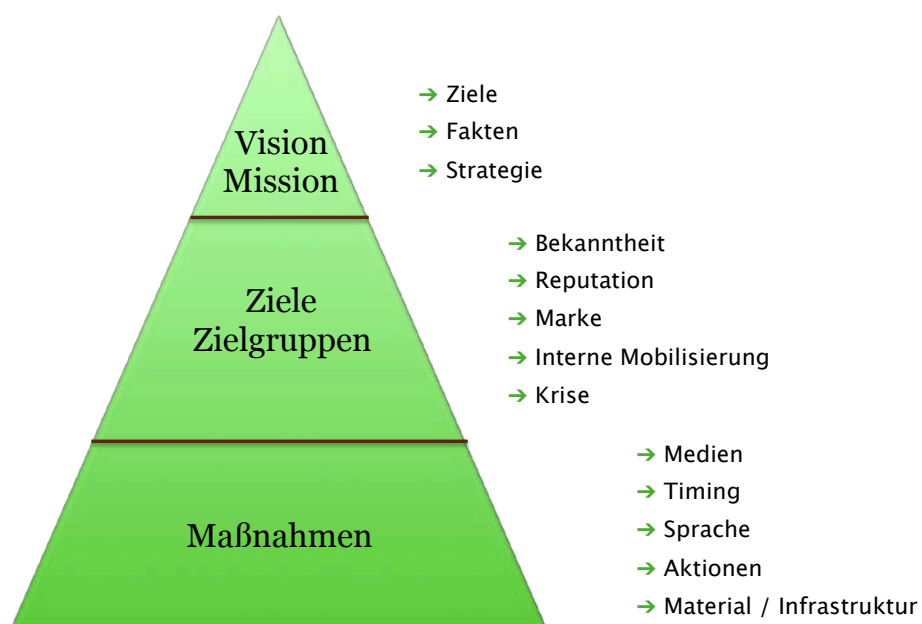 Vision
Mission
➔ Ziele
➔ Fakten
➔ Strategie
Ziele
Zielgruppen
➔ Bekanntheit
➔ Reputation
➔ Marke
➔ Interne Mobilisierung
➔ Krise
Maßnahmen
➔ Medien
➔ Timing
➔ Sprache
➔ Aktionen
➔ Material / Infrastruktur